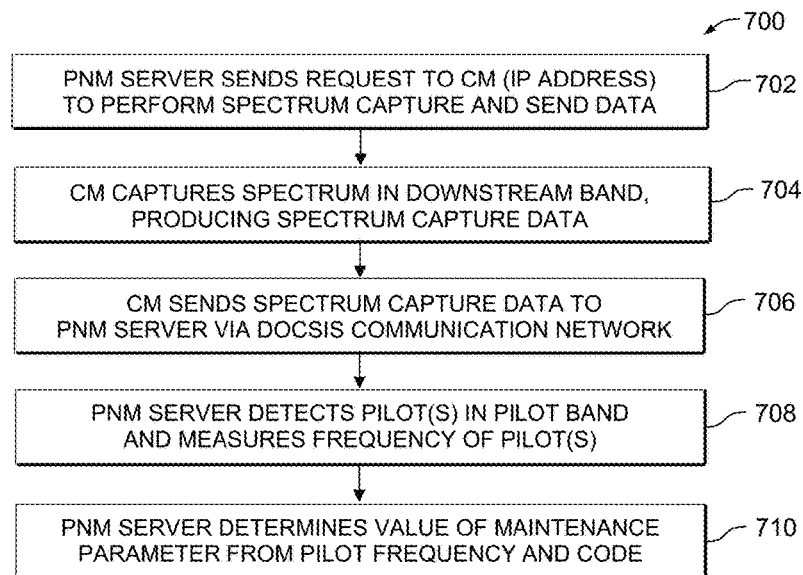 700
PNM SERVER SENDS REQUEST TO CM (IP ADDRESS)
TO PERFORM SPECTRUM CAPTURE AND SEND DATA
702
CM CAPTURES SPECTRUM IN DOWNSTREAM BAND,
PRODUCING SPECTRUM CAPTURE DATA
704
CM SENDS SPECTRUM CAPTURE DATA TO
PNM SERVER VIA DOCSIS COMMUNICATION NETWORK
706
PNM SERVER DETECTS PILOT(S) IN PILOT BAND
AND MEASURES FREQUENCY OF PILOT(S)
708
PNM SERVER DETERMINES VALUE OF MAINTENANCE
PARAMETER FROM PILOT FREQUENCY AND CODE
710